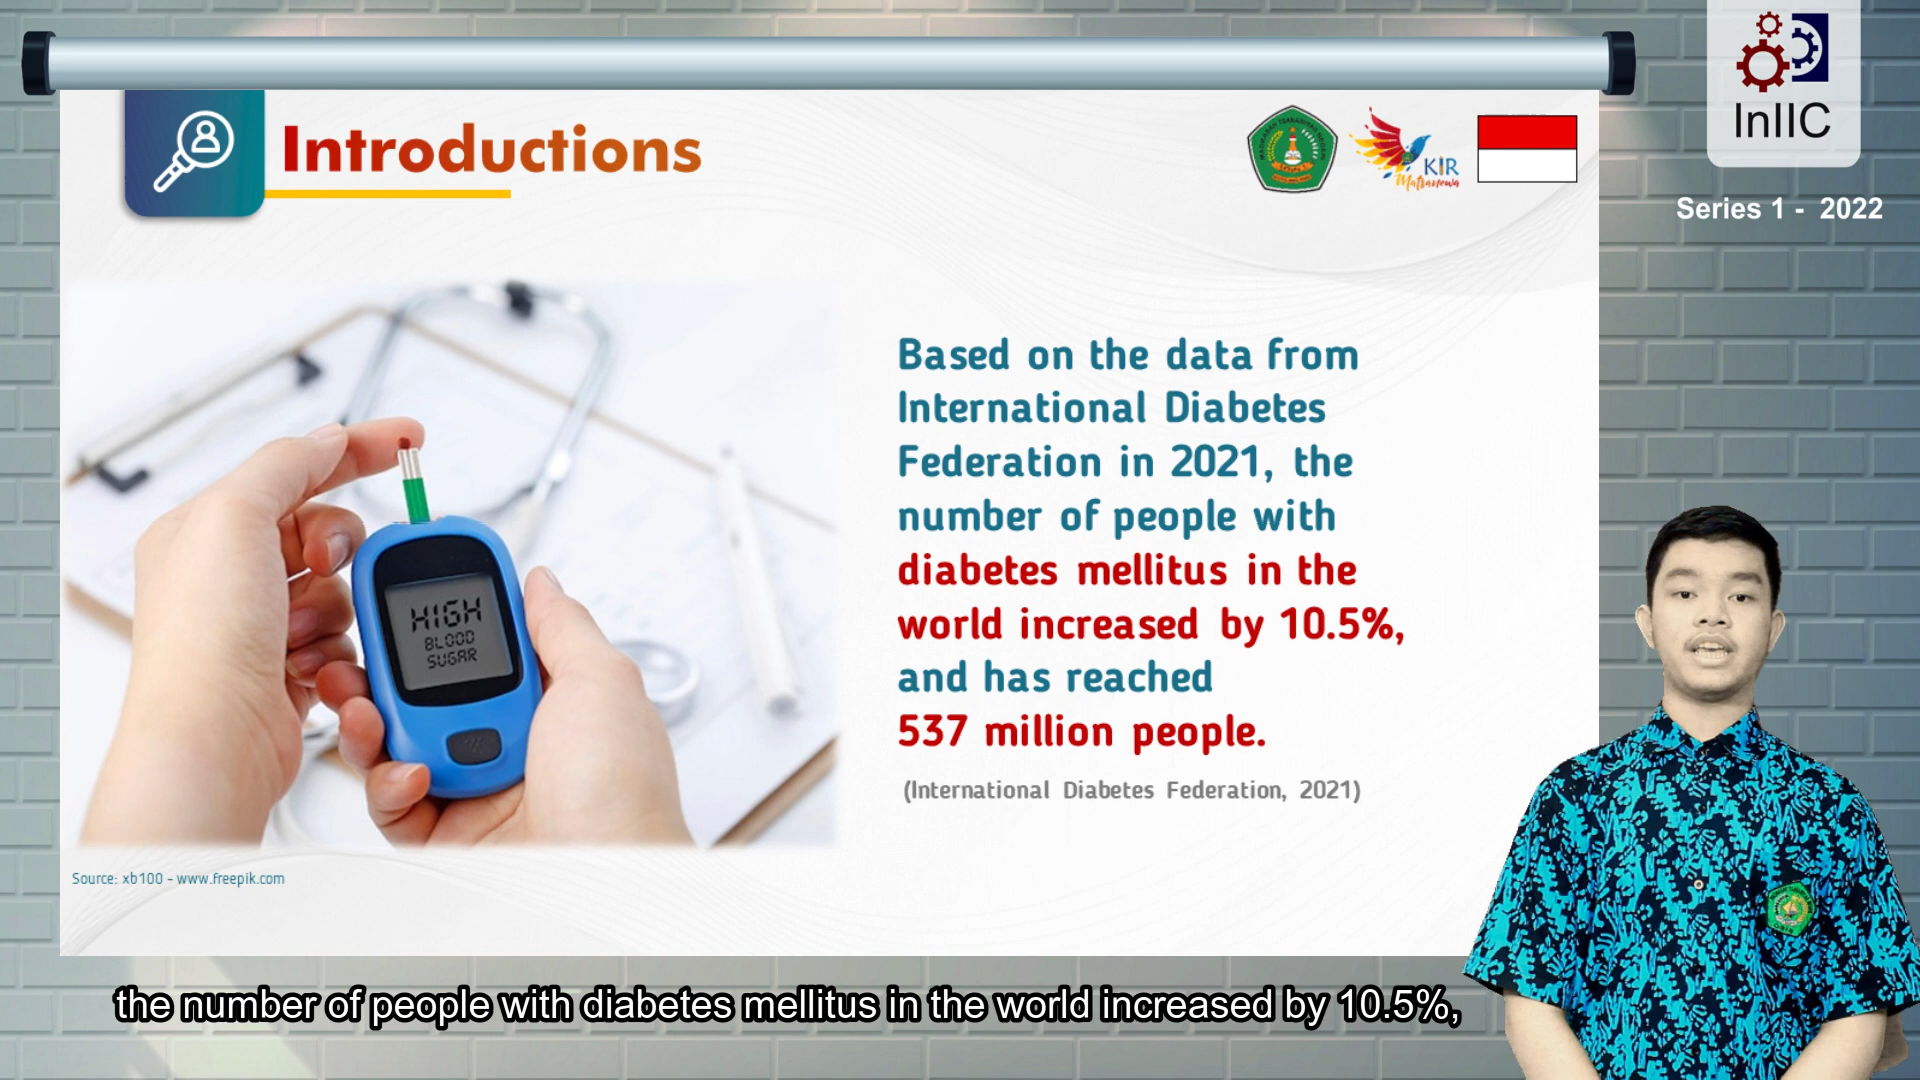 InIIC
Series 1 - 2022
Introductions
KIR
Matsanewa
Based on the data from
International Diabetes
Federation in 2021, the
number of people with
diabetes mellitus in the
world increased by 10.5%,
and has reached
537 million people.
(International Diabetes Federation, 2021)
HIGH
BLOOD
SUGAR
Source: xb100 - www.freepik.com
the number of people with diabetes mellitus in the world increased by 10.5%,